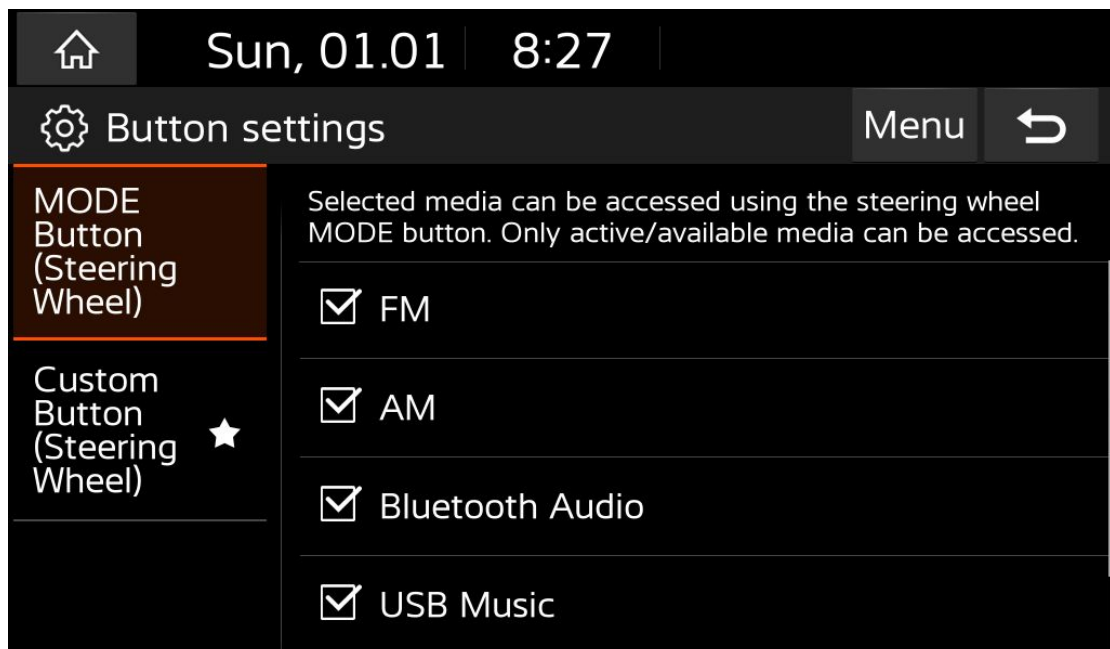 Sun, 01.01 8:27
Button settings
Menu
MODE
Button
(Steering
Wheel)
Custom
Button
(Steering
Wheel)
Selected media can be accessed using the steering wheel
MODE button. Only active/available media can be accessed.
FM
AM
Bluetooth Audio
USB Music